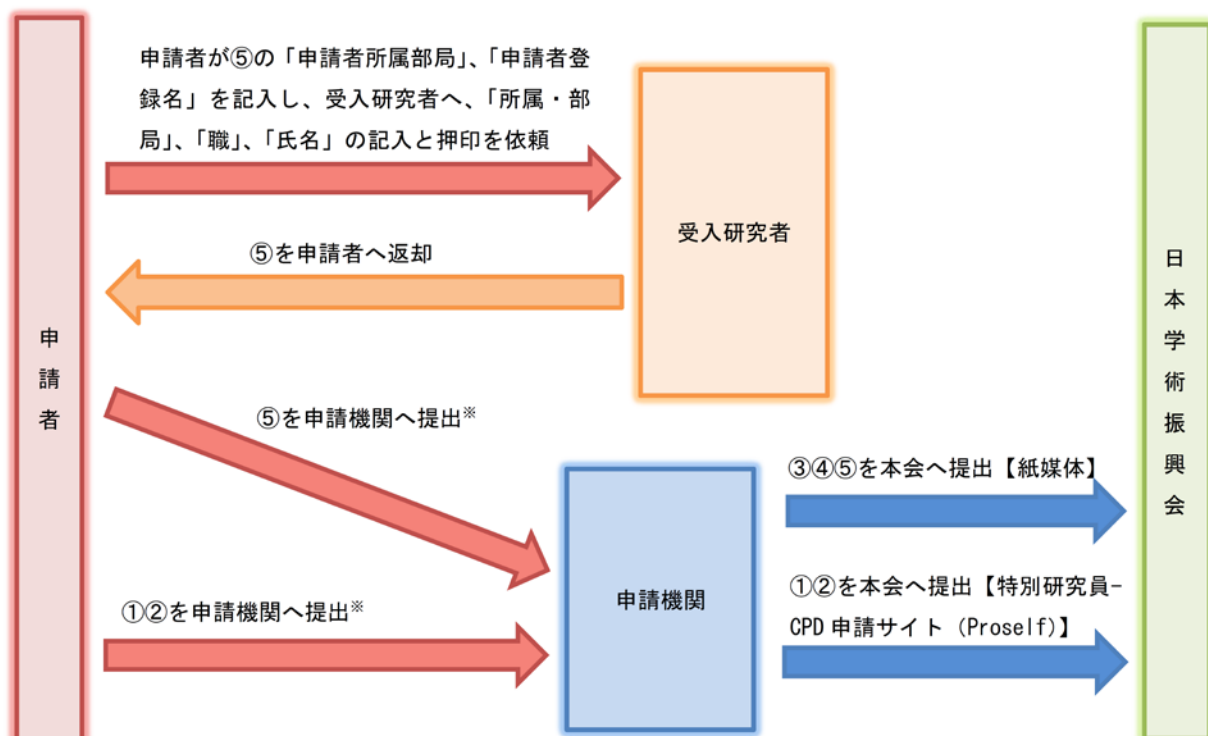 申請者が⑤の「申請者所属部局」、「申請者登
録名」を記入し、受入研究者へ、「所属・部
局」、「職」、「氏名」の記入と押印を依頼
受入研究者
⑤を申請者へ返却
申請者
日本学術振興会
⑤を申請機関へ提出※
③④⑤を本会へ提出【紙媒体】
申請機関
①②を本会へ提出【特別研究員-
CPD 申請サイト (Proself)】
①②を申請機関へ提出※